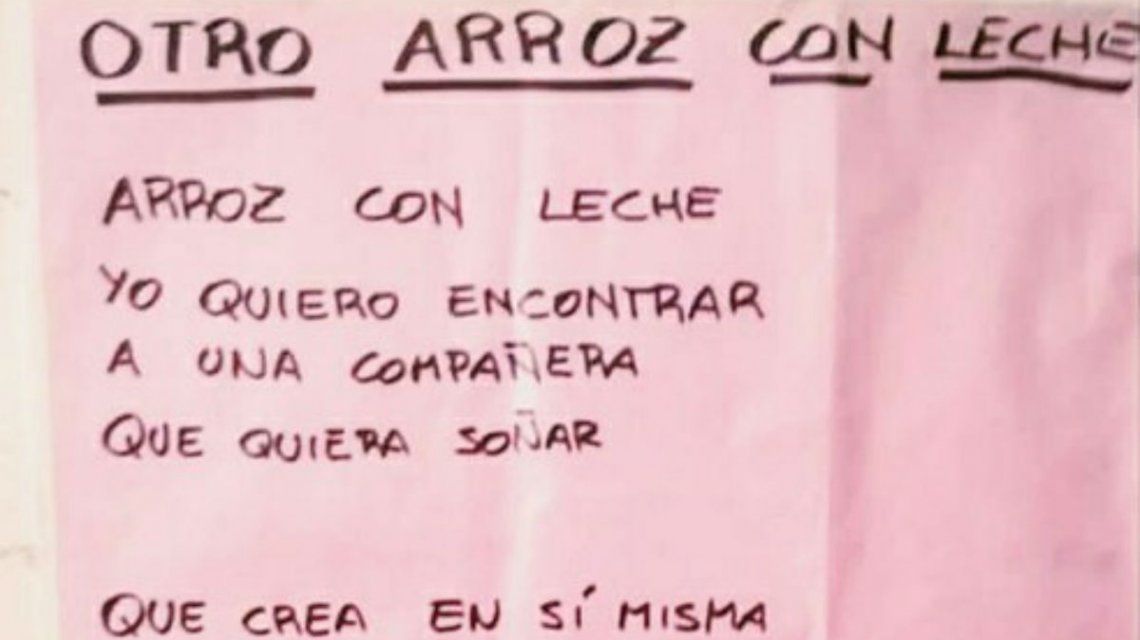 OTRO ARROZ CON LECHE
ARROZ CON LECHE
YO QUIERO ENCONTRAR
A UNA COMPAÑERA
QUE QUIERA SOÑAR
QUE CREA EN SÍ MISMA